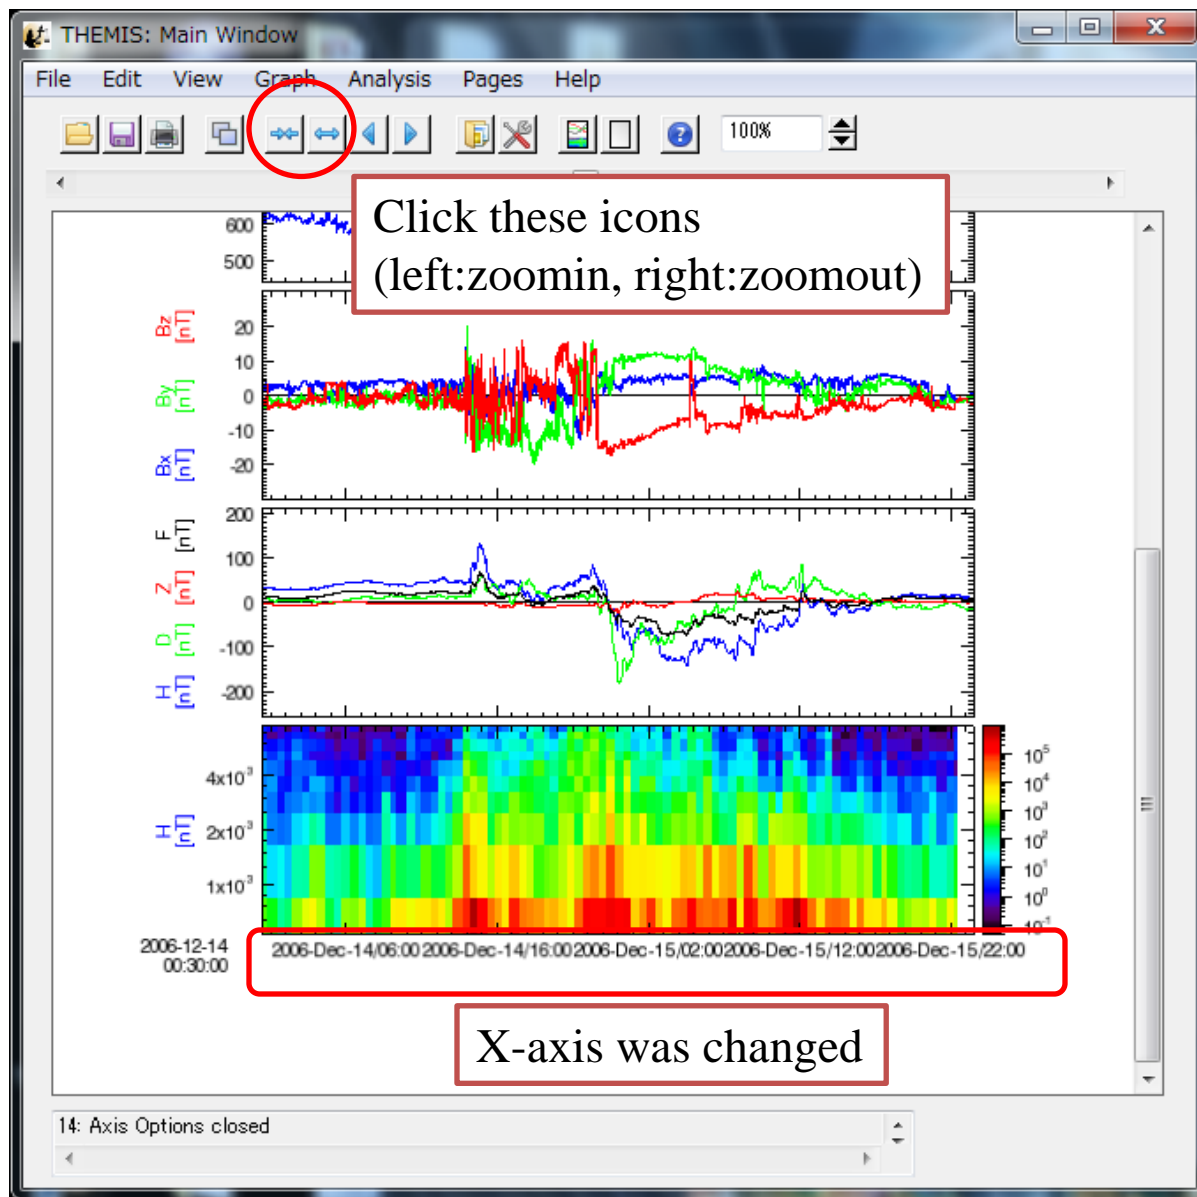 THEMIS: Main Window
File Edit View Graph Analysis Pages Help
100%
Click these icons
(left:zoomin, right:zoomout)
600
500
Bz
[nT]
By
[nT]
Bx
[nT]
20
10
0
-10
-20
F
[nT]
Z
[nT]
D
[nT]
H
[nT]
200
100
0
-100
-200
H
[nT]
4x10³
2x10³
1x10³
10⁵
10⁴
10³
10²
10¹
10⁰
10⁻¹
2006-12-14
00:30:00
2006-Dec-14/06:00 2006-Dec-14/16:00 2006-Dec-15/02:00 2006-Dec-15/12:00 2006-Dec-15/22:00
X-axis was changed
14: Axis Options closed